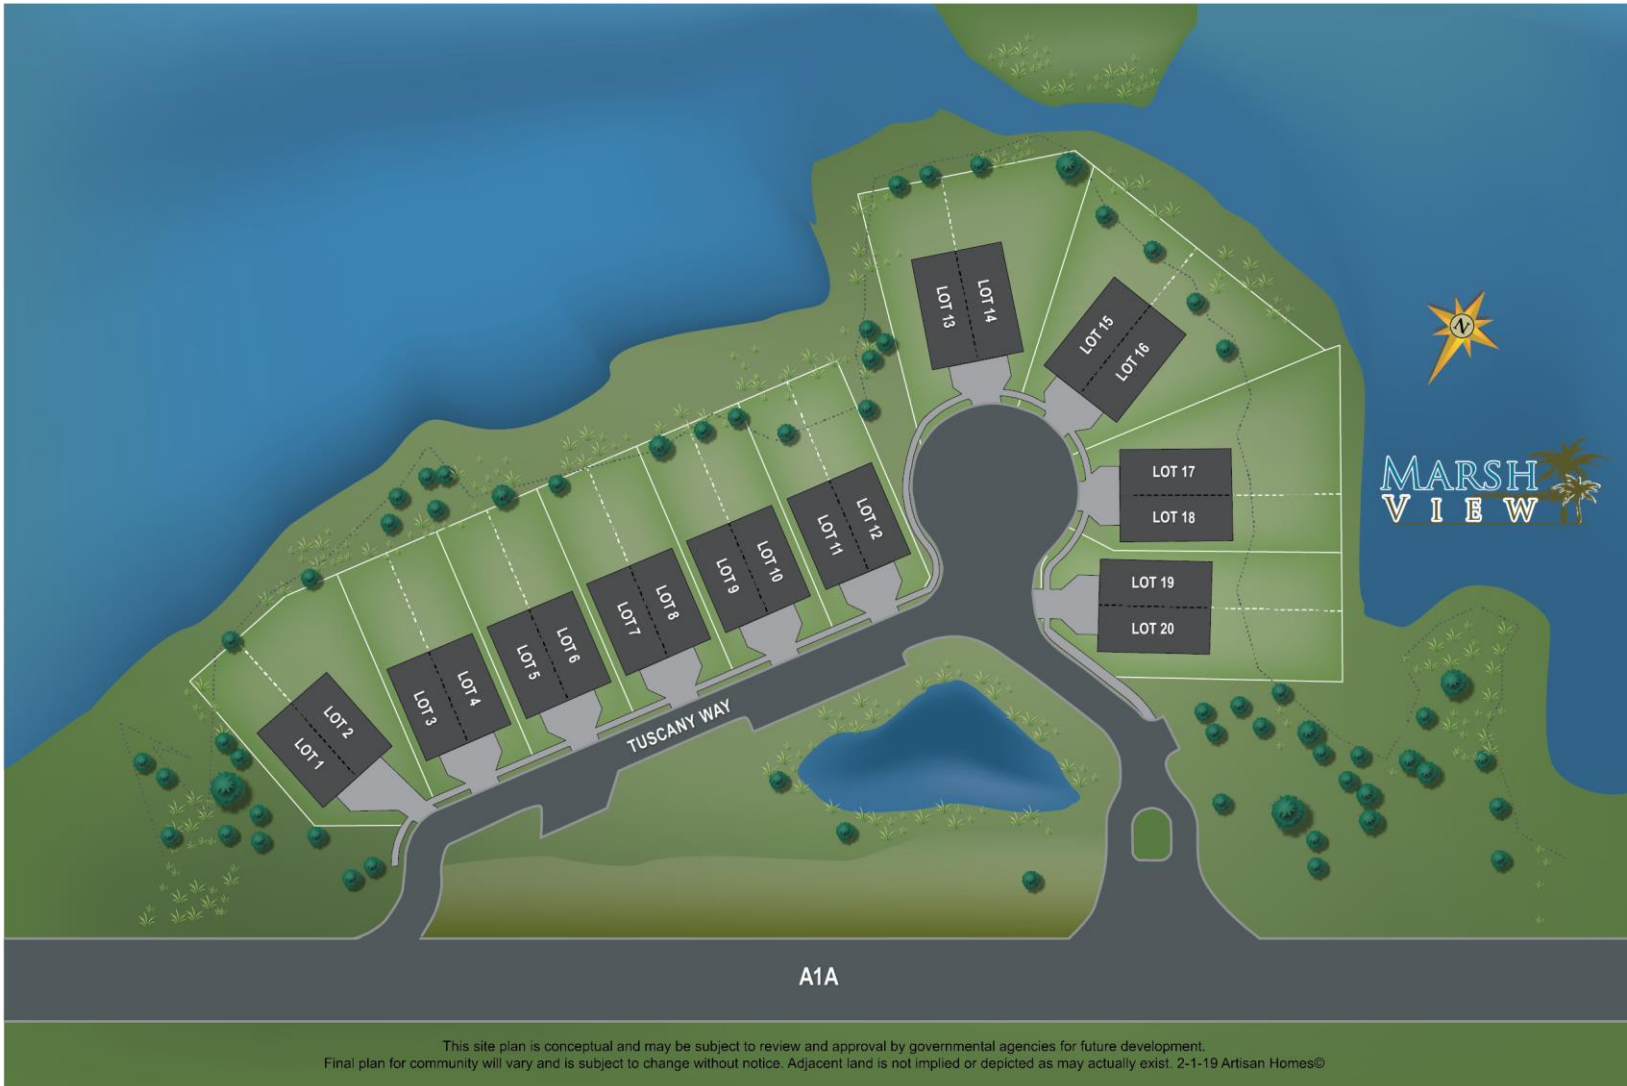 LOT 13
LOT 14
LOT 15
LOT 16
N
LOT 17
LOT 18
MARSH
VIEW
LOT 11
LOT 12
LOT 9
LOT 10
LOT 7
LOT 8
LOT 5
LOT 6
LOT 3
LOT 4
LOT 1
LOT 2
LOT 19
LOT 20
TUSCANY WAY
A1A
This site plan is conceptual and may be subject to review and approval by governmental agencies for future development.
Final plan for community will vary and is subject to change without notice. Adjacent land is not implied or depicted as may actually exist. 2-1-19 Artisan Homes©